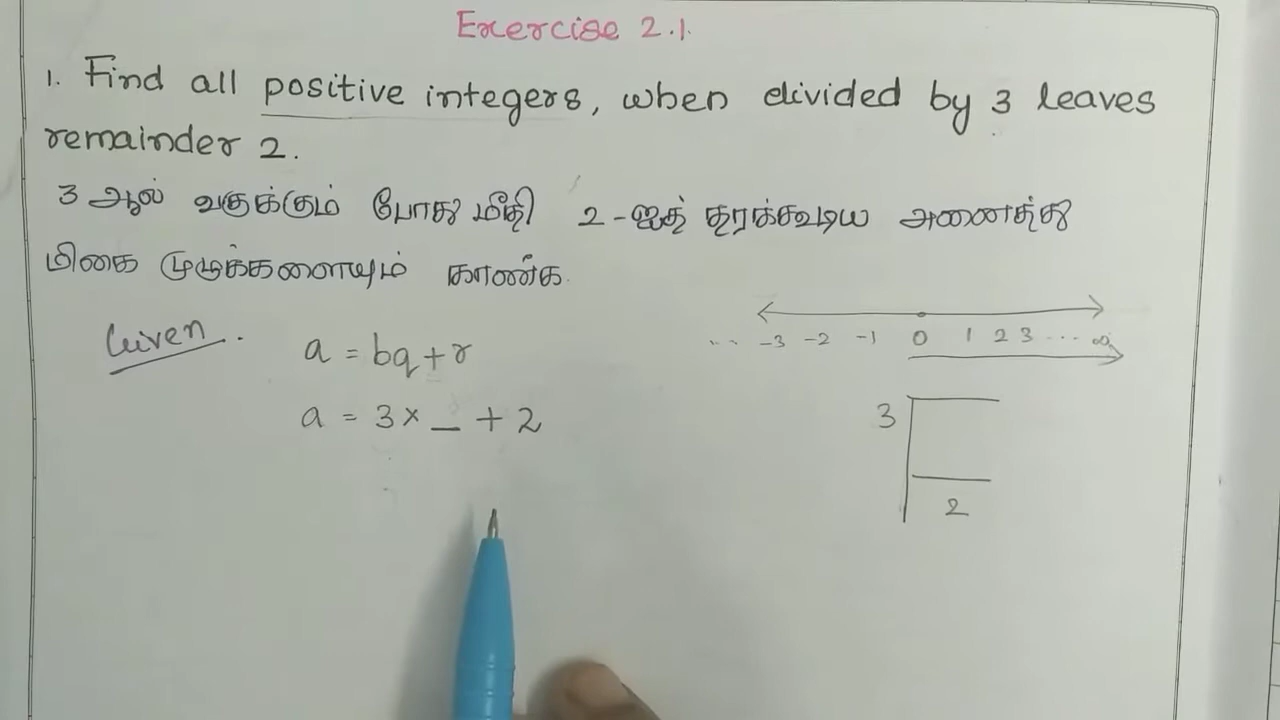 Exercise 2.1.
1. Find all positive integers, when divided by 3 leaves
remainder 2.
3 ஆல் வகுக்கும் போது மீதி 2-ஐத் தரக்கூடிய அனைத்து
மிகை முழுக்களையும் காண்க.
Given.
a = bq + r
... -3 -2 -1 0 1 2 3 ... ∞
a = 3 × _ + 2
3
2